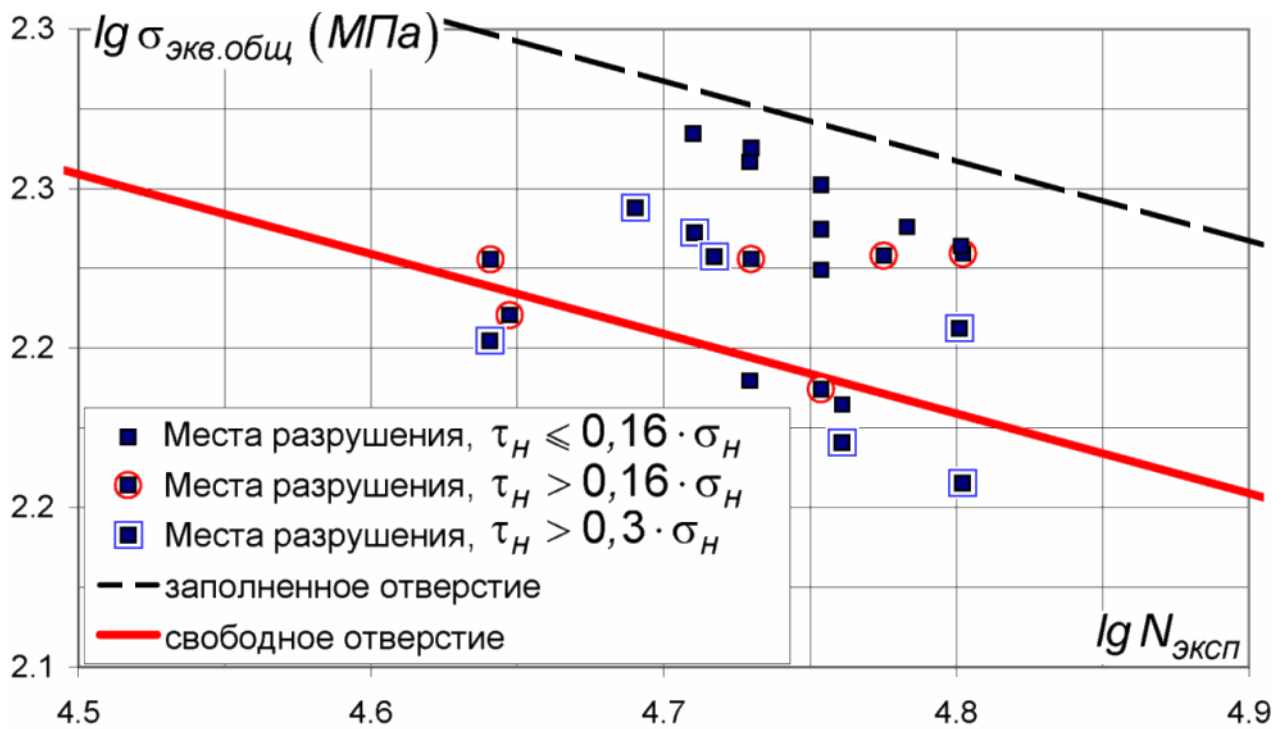 2.3
lg σэкв.общ (МПа)
2.3
2.2
Места разрушения, τн ⩽ 0,16 · σн
Места разрушения, τн > 0,16 · σн
2.2
Места разрушения, τн > 0,3 · σн
заполненное отверстие
свободное отверстие
lg Nэксп
2.1
4.5 4.6 4.7 4.8 4.9